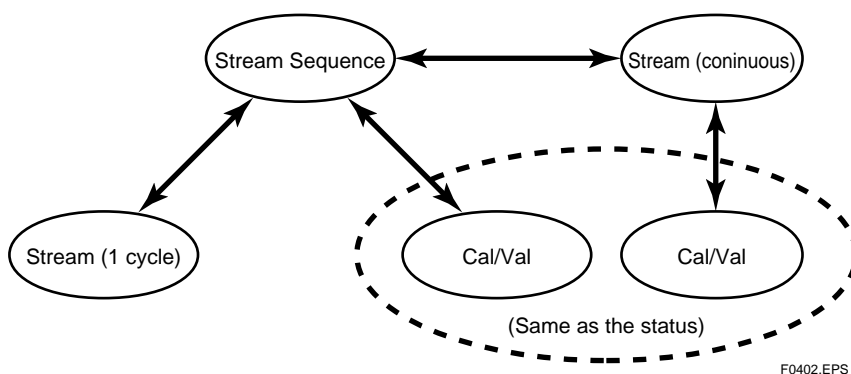 Stream Sequence
Stream (coninuous)
Stream (1 cycle)
Cal/Val
Cal/Val
(Same as the status)
F0402.EPS